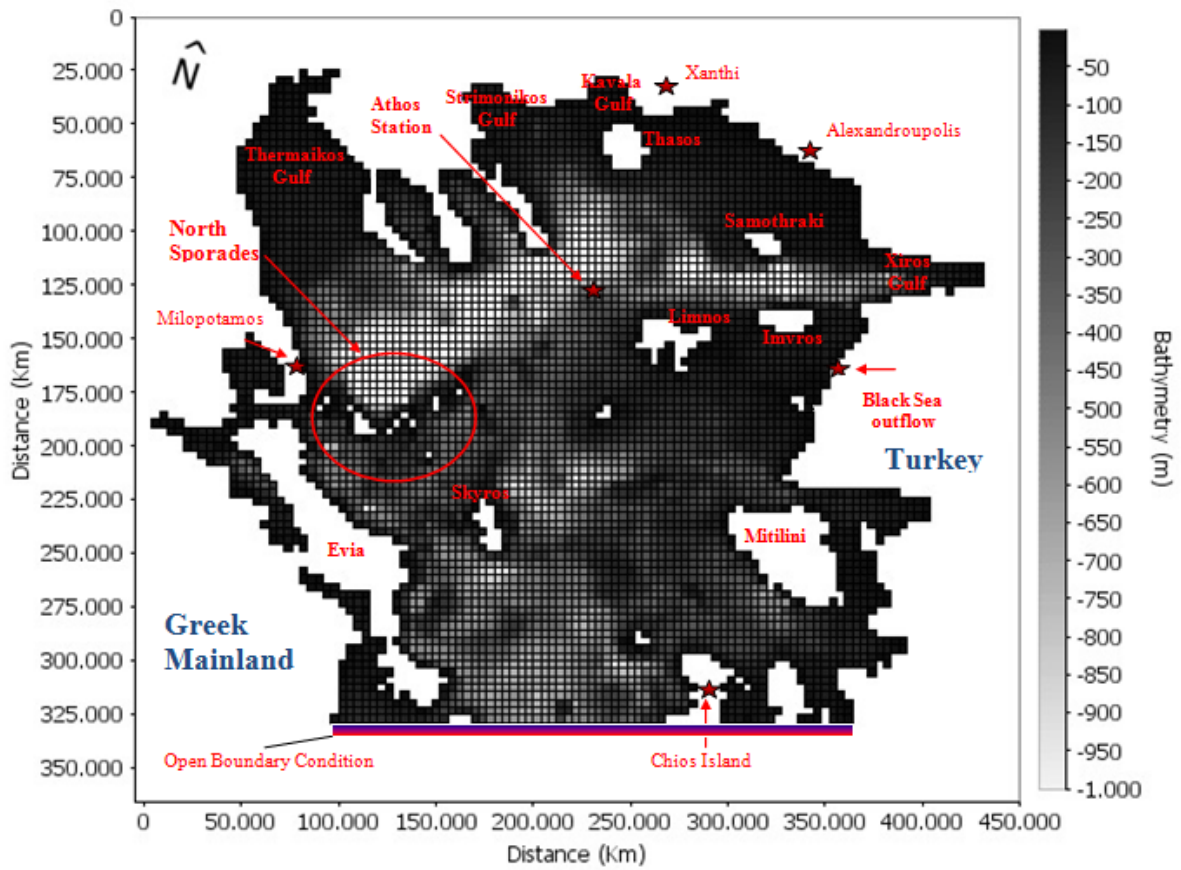 0
25.000
50.000
75.000
100.000
125.000
150.000
175.000
200.000
225.000
250.000
275.000
300.000
325.000
350.000
Distance (Km)
N
Athos
Station
Strimonikos
Gulf
Kavala
Gulf
Xanthi
Thasos
Alexandroupolis
Thermaikos
Gulf
North
Sporades
Samothraki
Xiros
Gulf
Milopotamos
Limnos
Imvros
Black Sea
outflow
Turkey
Skyros
Evia
Mitilini
Greek
Mainland
Open Boundary Condition
Chios Island
0
50.000
100.000
150.000
200.000
250.000
300.000
350.000
400.000
450.000
Distance (Km)
-50
-100
-150
-200
-250
-300
-350
-400
-450
-500
-550
-600
-650
-700
-750
-800
-850
-900
-950
-1.000
Bathymetry (m)